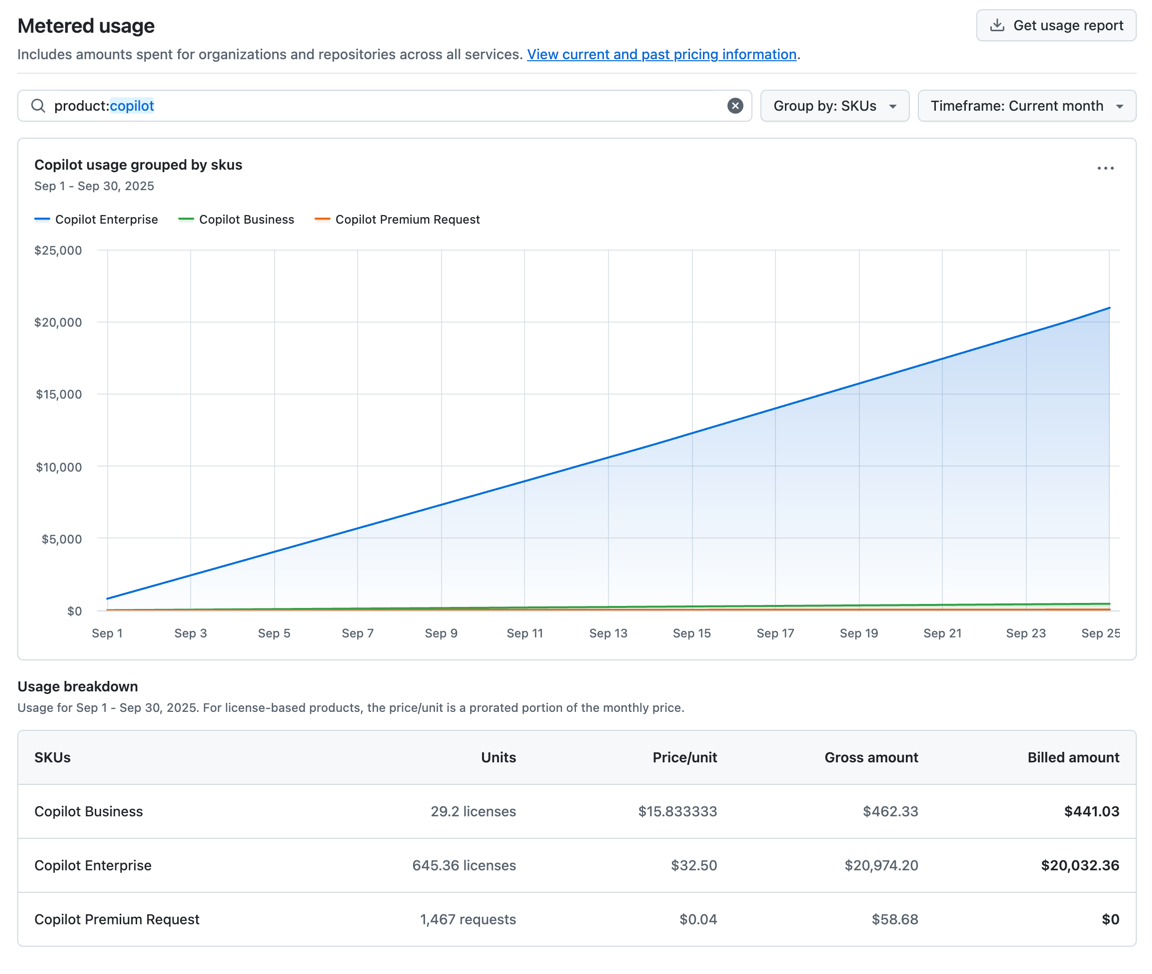 Metered usage
Get usage report
Includes amounts spent for organizations and repositories across all services. View current and past pricing information.
product:copilot
Group by: SKUs
Timeframe: Current month
Copilot usage grouped by skus
Sep 1 - Sep 30, 2025
Copilot Enterprise Copilot Business Copilot Premium Request
$25,000
$20,000
$15,000
$10,000
$5,000
$0
Sep 1 Sep 3 Sep 5 Sep 7 Sep 9 Sep 11 Sep 13 Sep 15 Sep 17 Sep 19 Sep 21 Sep 23 Sep 25
Usage breakdown
Usage for Sep 1 - Sep 30, 2025. For license-based products, the price/unit is a prorated portion of the monthly price.
SKUs Units Price/unit Gross amount Billed amount
Copilot Business 29.2 licenses $15.833333 $462.33 $441.03
Copilot Enterprise 645.36 licenses $32.50 $20,974.20 $20,032.36
Copilot Premium Request 1,467 requests $0.04 $58.68 $0